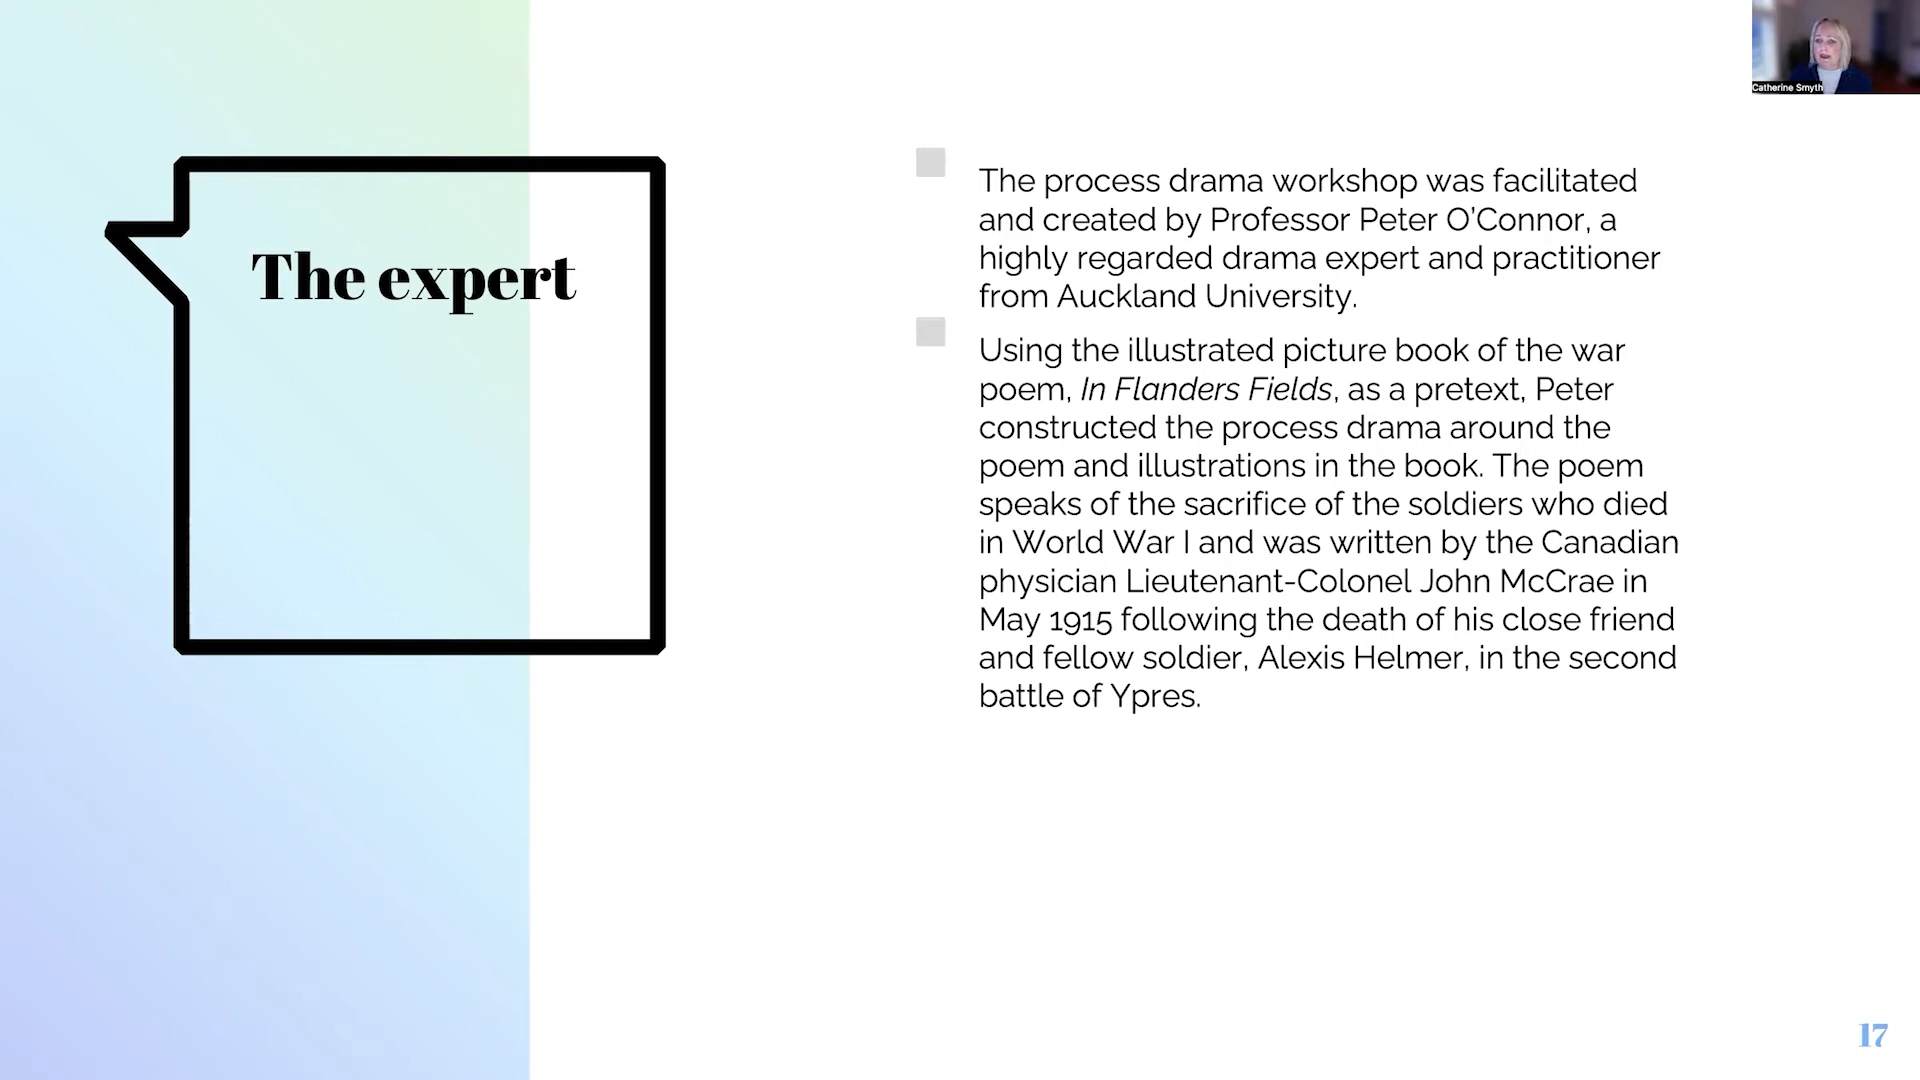 Catherine Smyth
The expert
The process drama workshop was facilitated
and created by Professor Peter O’Connor, a
highly regarded drama expert and practitioner
from Auckland University.
Using the illustrated picture book of the war
poem, In Flanders Fields, as a pretext, Peter
constructed the process drama around the
poem and illustrations in the book. The poem
speaks of the sacrifice of the soldiers who died
in World War I and was written by the Canadian
physician Lieutenant-Colonel John McCrae in
May 1915 following the death of his close friend
and fellow soldier, Alexis Helmer, in the second
battle of Ypres.
17